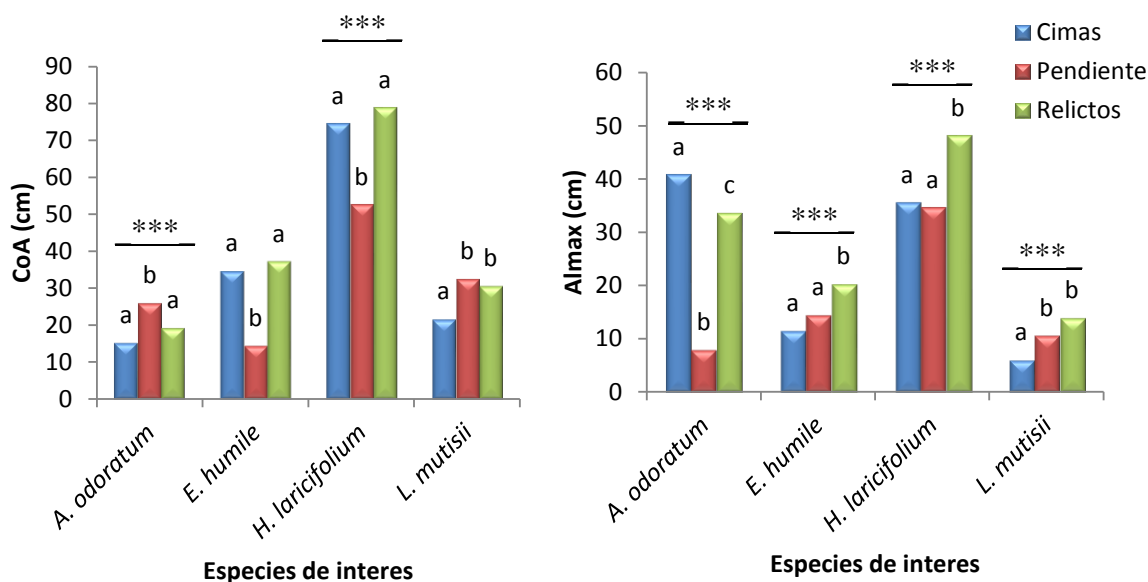 CoA (cm)
90
80
70
60
50
40
30
20
10
0
***
***
a
b
a
a
b
a
a
b
a
a
b
b
A. odoratum
E. humile
H. laricifolium
L. mutisii
Especies de interes
Almax (cm)
60
50
40
30
20
10
0
***
***
***
***
a
b
c
a
a
b
a
a
b
a
b
b
A. odoratum
E. humile
H. laricifolium
L. mutisii
Especies de interes
Cimas
Pendiente
Relictos